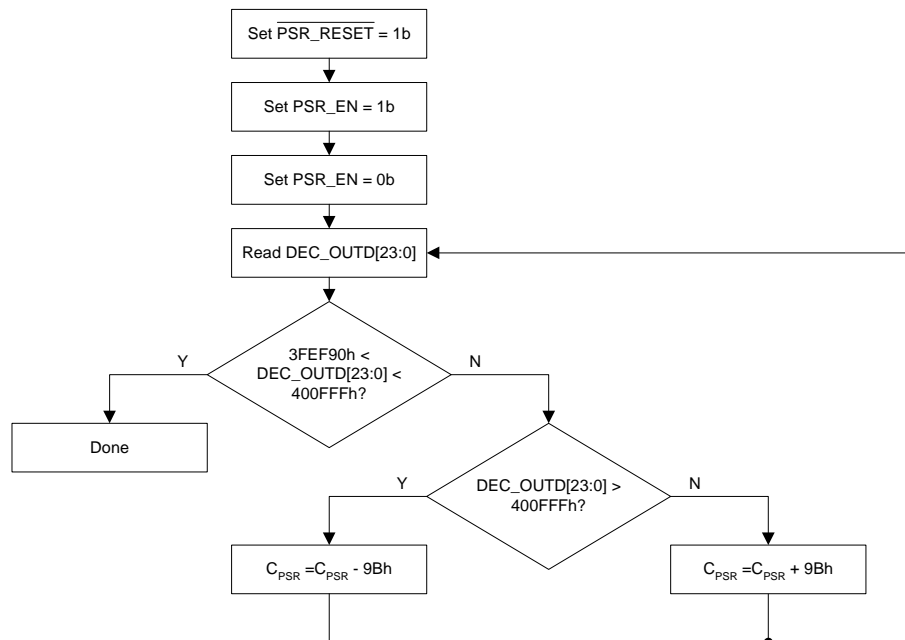 Set PSR_RESET = 1b
Set PSR_EN = 1b
Set PSR_EN = 0b
Read DEC_OUTD[23:0]
Y
3FEF90h <
DEC_OUTD[23:0] <
400FFFh?
N
Done
Y
DEC_OUTD[23:0] >
400FFFh?
N
CPSR =CPSR - 9Bh
CPSR =CPSR + 9Bh